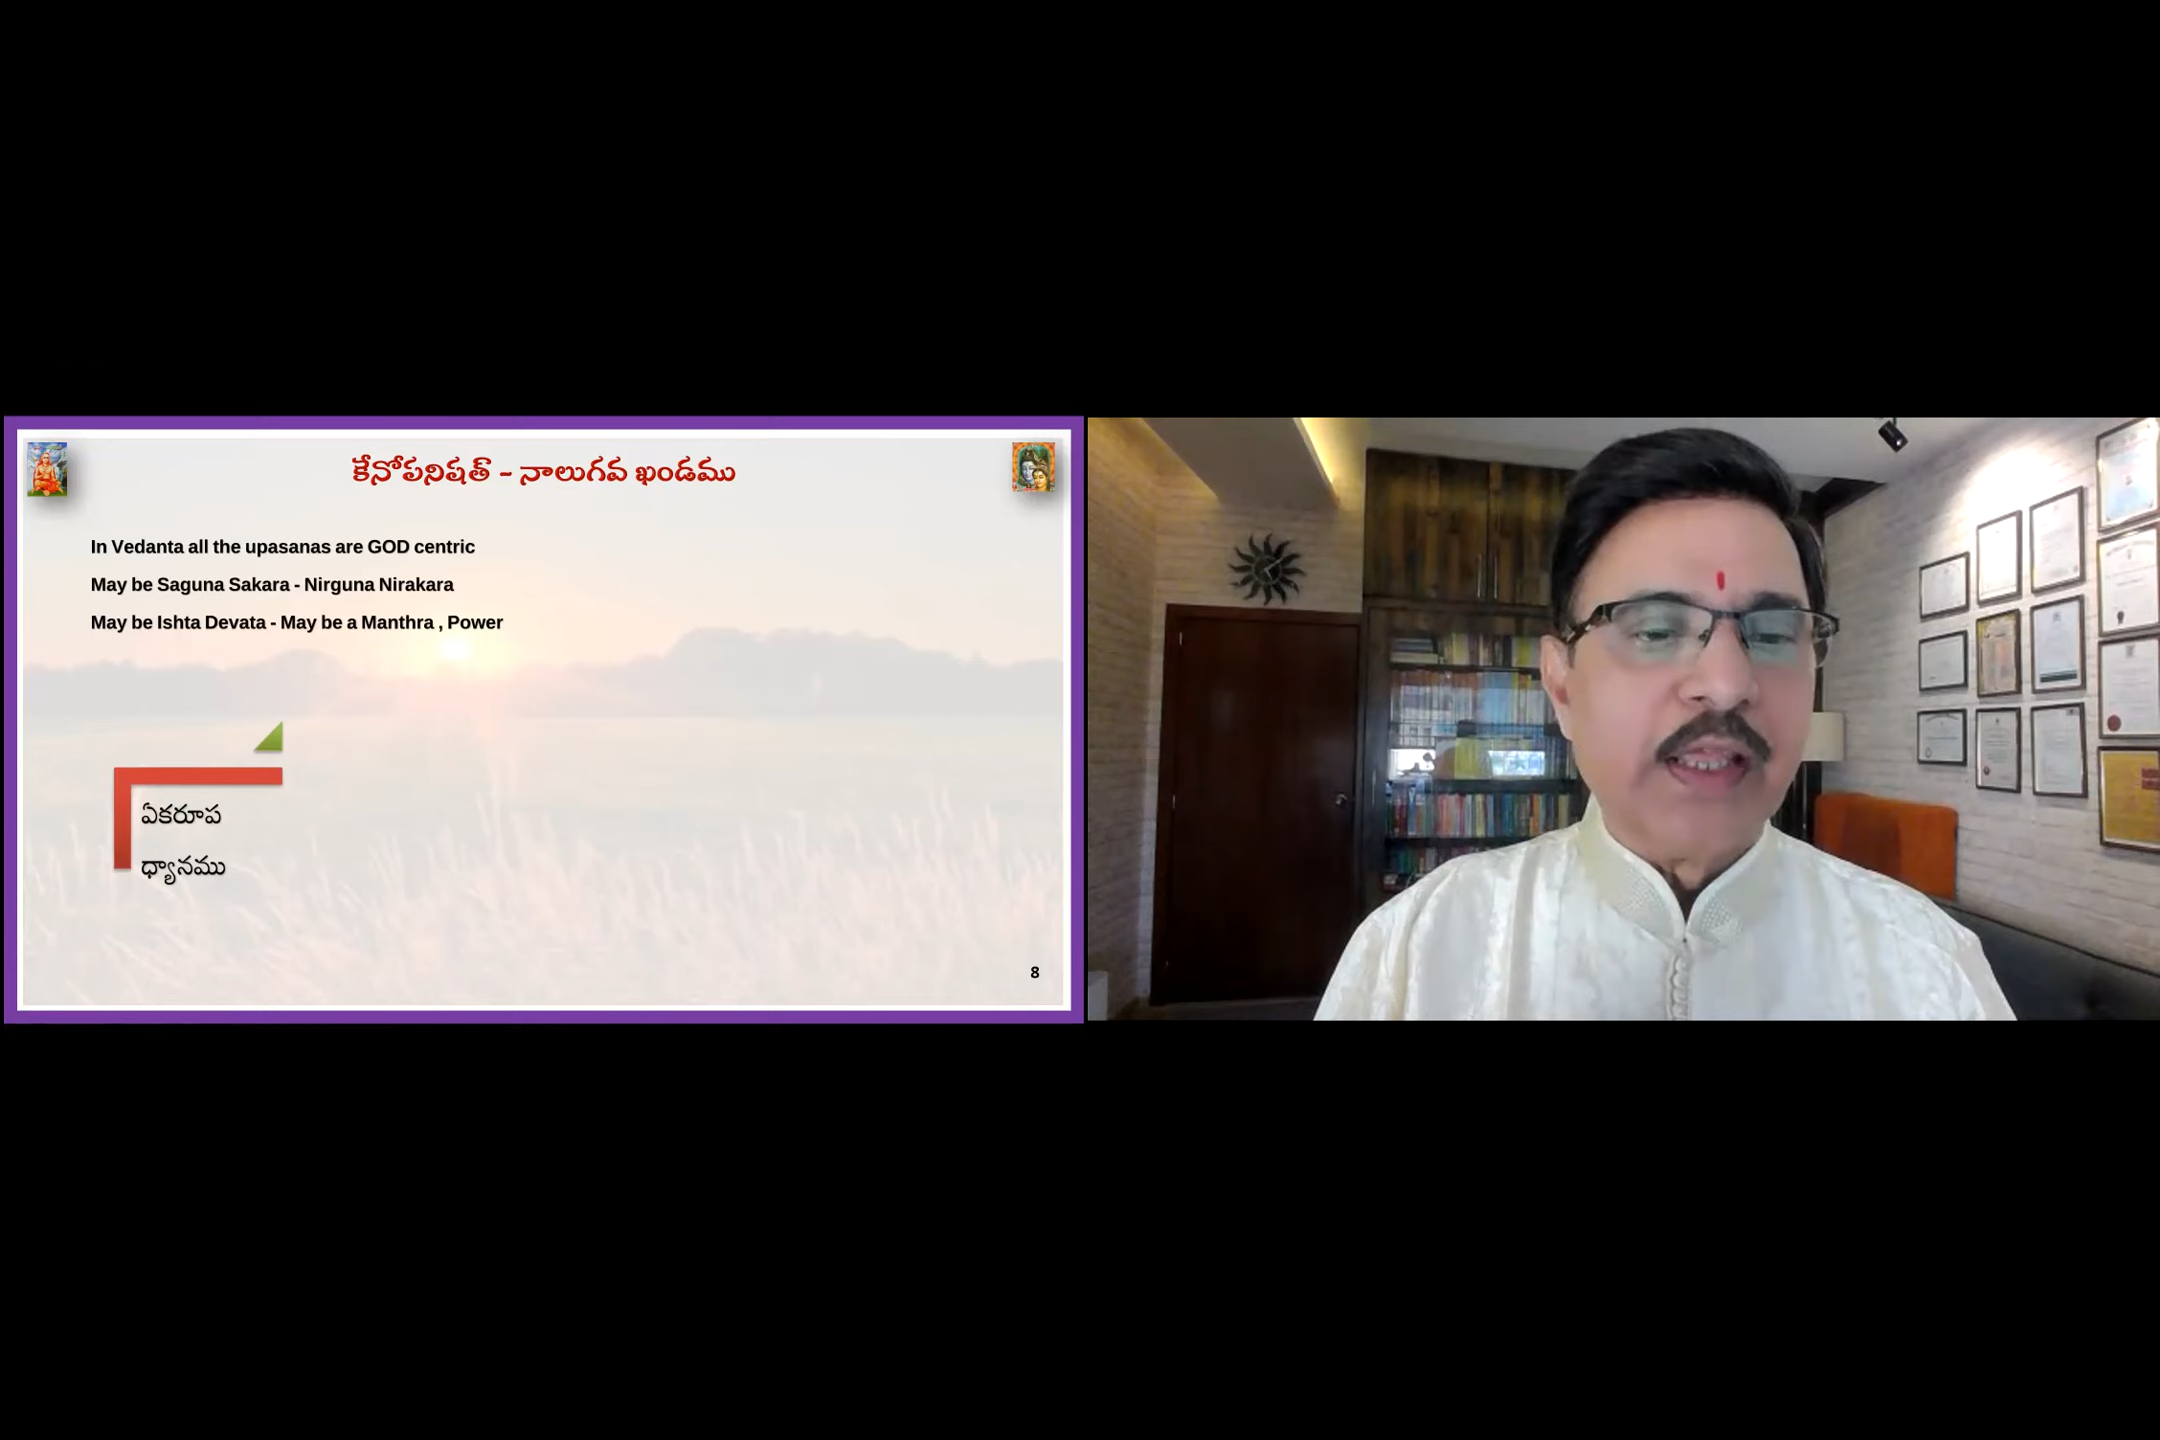 కేనోపనిషత్ - నాలుగవ ఖండము
In Vedanta all the upasanas are GOD centric
May be Saguna Sakara - Nirguna Nirakara
May be Ishta Devata - May be a Manthra , Power
ఏకరూప
ధ్యానము
8